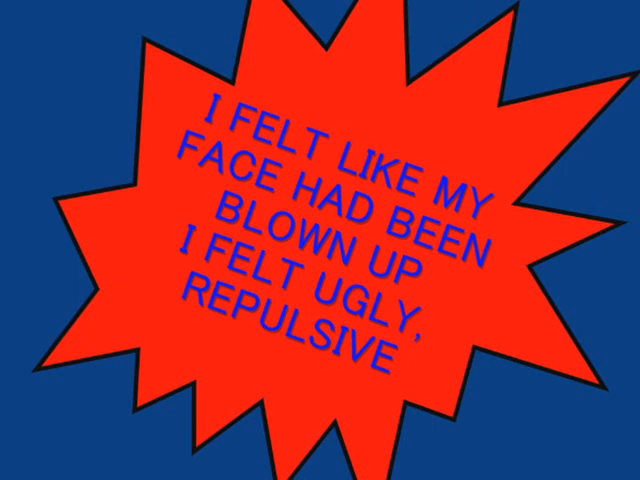 I FELT LIKE MY
FACE HAD BEEN
BLOWN UP
I FELT UGLY,
REPULSIVE